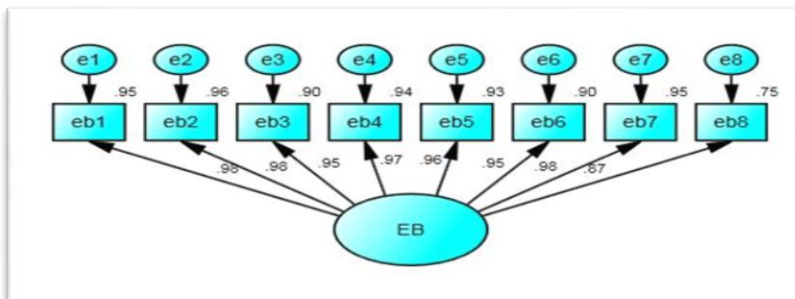 e1 e2 e3 e4 e5 e6 e7 e8
.95 .96 .90 .94 .93 .90 .95 .75
eb1 eb2 eb3 eb4 eb5 eb6 eb7 eb8
.98 .98 .95 .97 .96 .95 .98 .87
EB